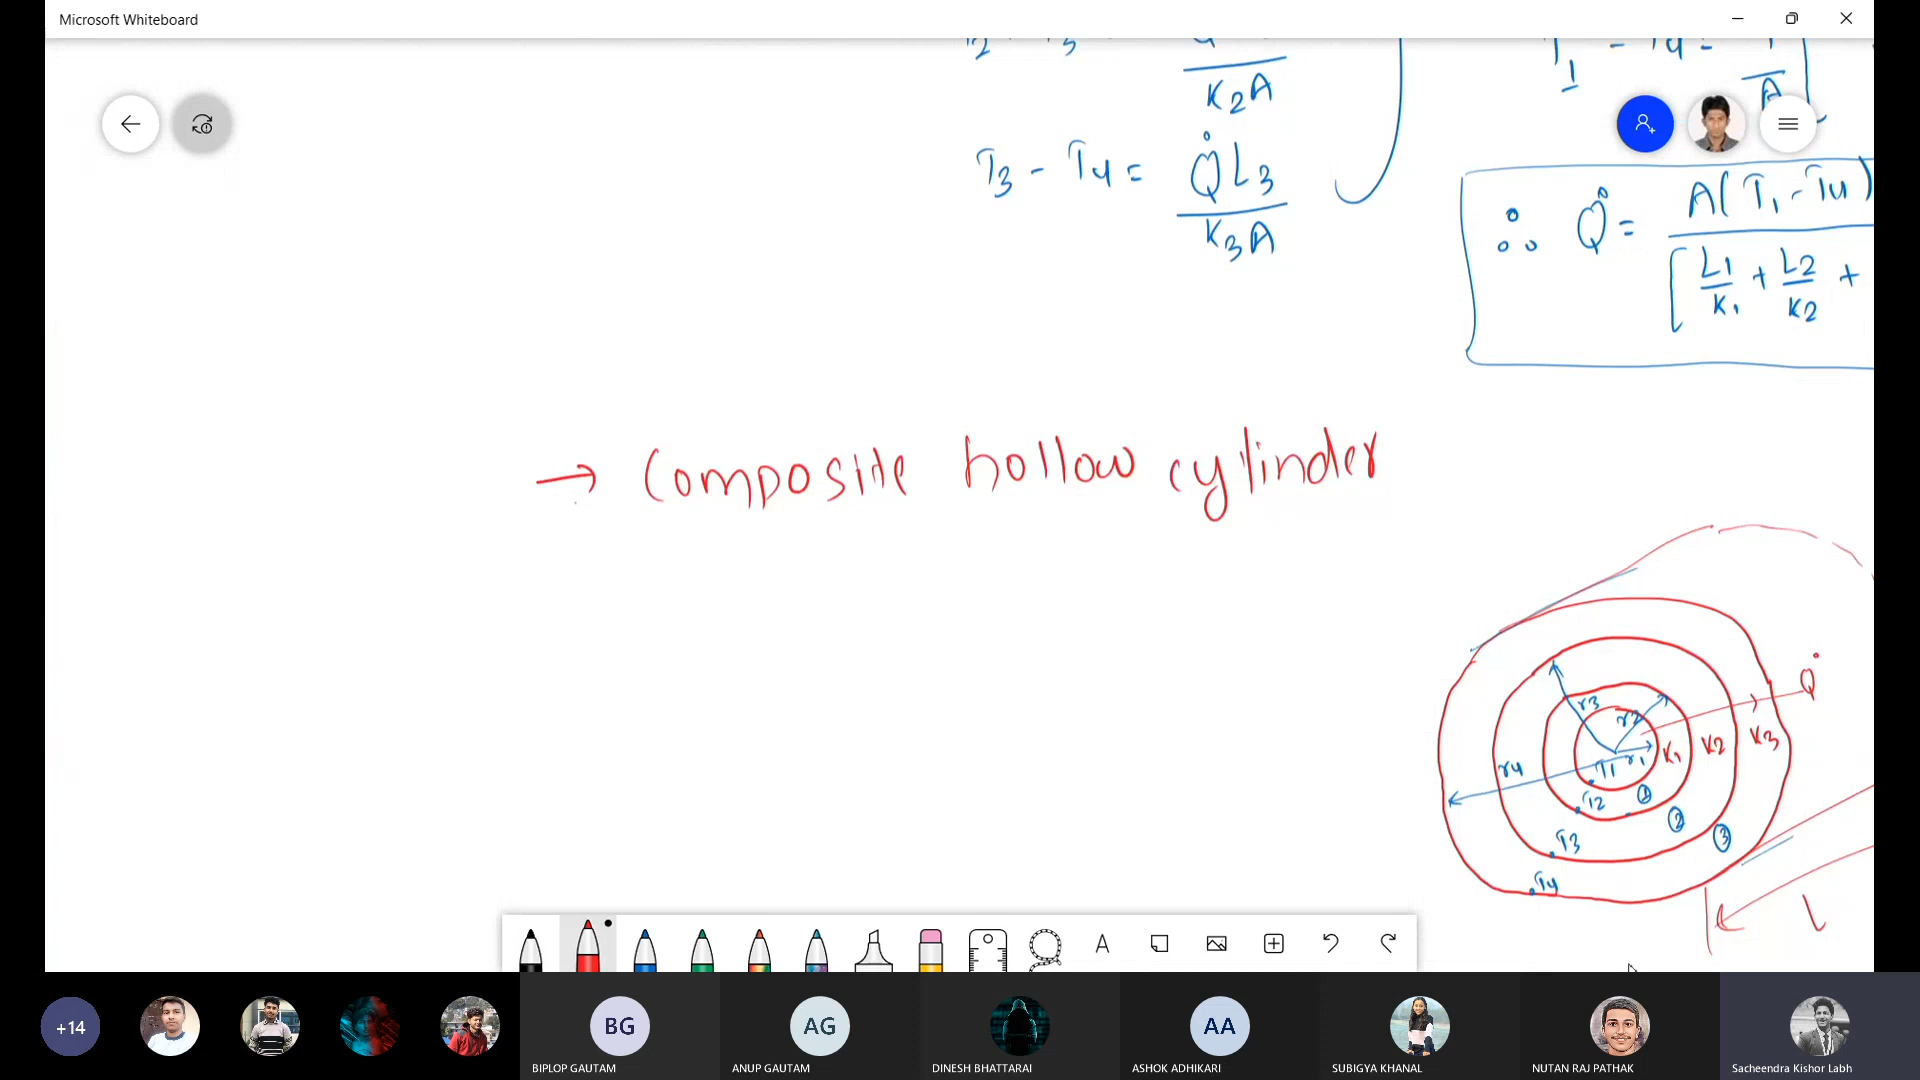 Microsoft Whiteboard
K2A
T3 - T4 = Q̇L3
K3A
A
∴ Q̇ = A(T1 - T4)
[L1 + L2 +
K1 K2
→ Composite hollow cylinder
Q̇
r3
r2
K1 K2 K3
r4
T1 r1
T2 ①
②
T3 ③
T4
L
A
+14
BG
BIPLOP GAUTAM
AG
ANUP GAUTAM
DINESH BHATTARAI
AA
ASHOK ADHIKARI
SUBIGYA KHANAL
NUTAN RAJ PATHAK
Sacheendra Kishor Labh